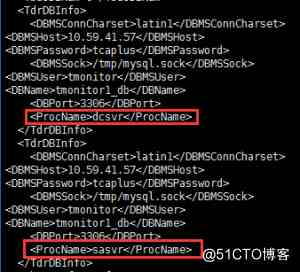 <TdrDBInfo>
<DBMSConnCharset>latin1</DBMSConnCharset>
<DBMSHost>10.59.41.57</DBMSHost>
<DBMSPassword>tcaplus</DBMSPassword>
<DBMSSock>/tmp/mysql.sock</DBMSSock>
<DBMSUser>tmonitor</DBMSUser>
<DBName>tmonitor1_db</DBName>
<DBPort>3306</DBPort>
<ProcName>dcsvr</ProcName>
</TdrDBInfo>
<TdrDBInfo>
<DBMSConnCharset>latin1</DBMSConnCharset>
<DBMSHost>10.59.41.57</DBMSHost>
<DBMSPassword>tcaplus</DBMSPassword>
<DBMSSock>/tmp/mysql.sock</DBMSSock>
<DBMSUser>tmonitor</DBMSUser>
<DBName>tmonitor1_db</DBName>
<DBPort>3306</DBPort>
<ProcName>sasvr</ProcName>
</TdrDBInfo>
@51CTO博客